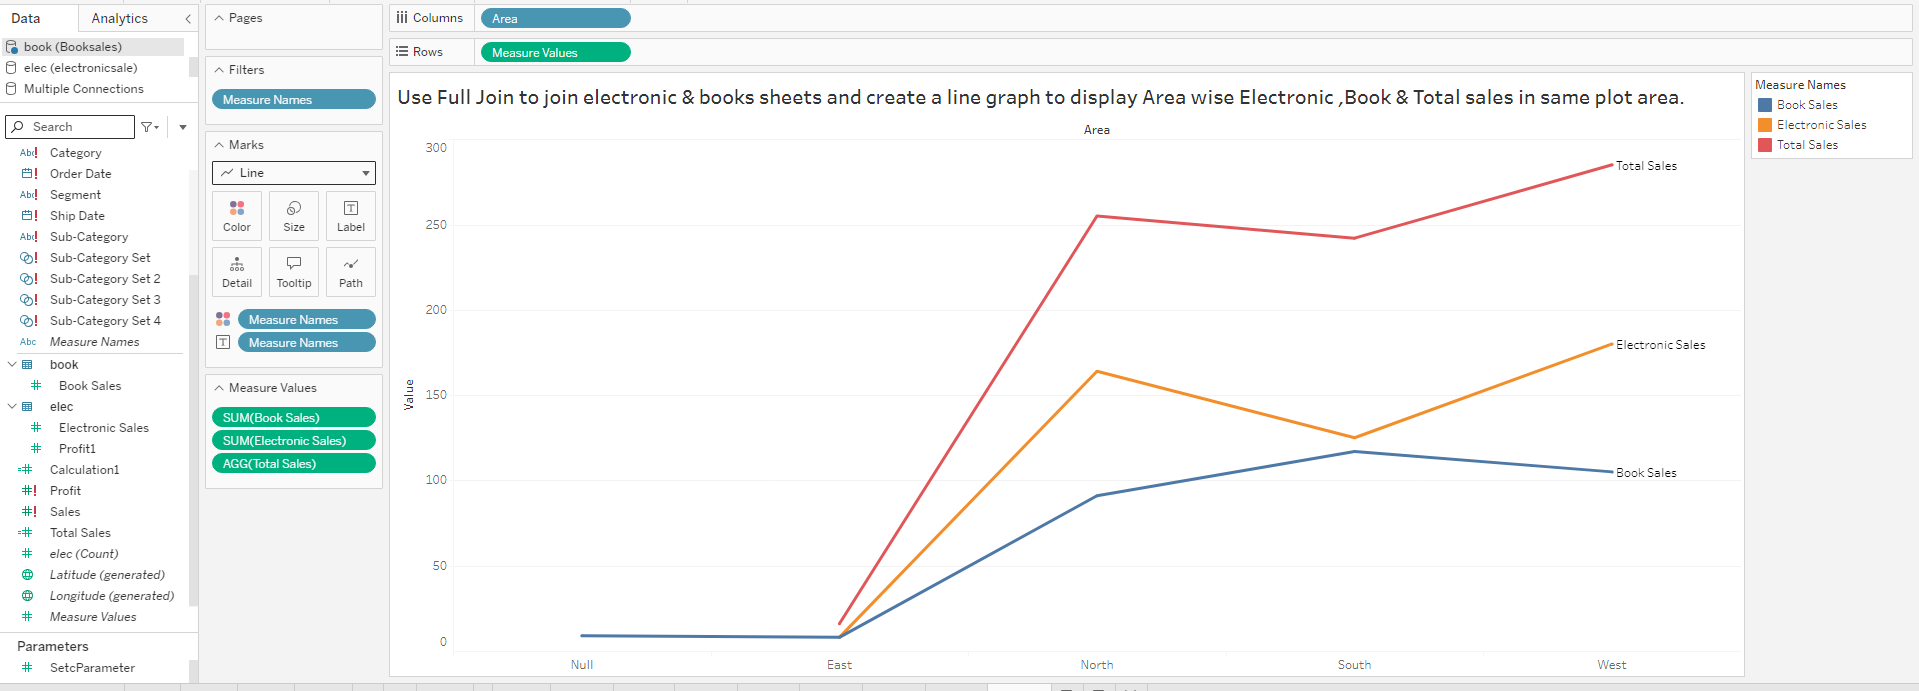 Data
Analytics
book (Booksales)
elec (electronicsale)
Multiple Connections
Search
Abc! Category
! Order Date
Abc! Segment
! Ship Date
Abc! Sub-Category
! Sub-Category Set
! Sub-Category Set 2
! Sub-Category Set 3
! Sub-Category Set 4
Abc Measure Names
book
# Book Sales
elec
# Electronic Sales
# Profit1
=# Calculation1
#! Profit
#! Sales
=# Total Sales
# elec (Count)
Latitude (generated)
Longitude (generated)
# Measure Values
Parameters
# SetcParameter
Pages
Filters
Measure Names
Marks
Line
Color
Size
T Label
Detail
Tooltip
Path
Measure Names
T Measure Names
Measure Values
SUM(Book Sales)
SUM(Electronic Sales)
AGG(Total Sales)
Columns
Area
Rows
Measure Values
Use Full Join to join electronic & books sheets and create a line graph to display Area wise Electronic ,Book & Total sales in same plot area.
Area
300
250
200
150
100
50
0
Value
Total Sales
Electronic Sales
Book Sales
Null
East
North
South
West
Measure Names
Book Sales
Electronic Sales
Total Sales